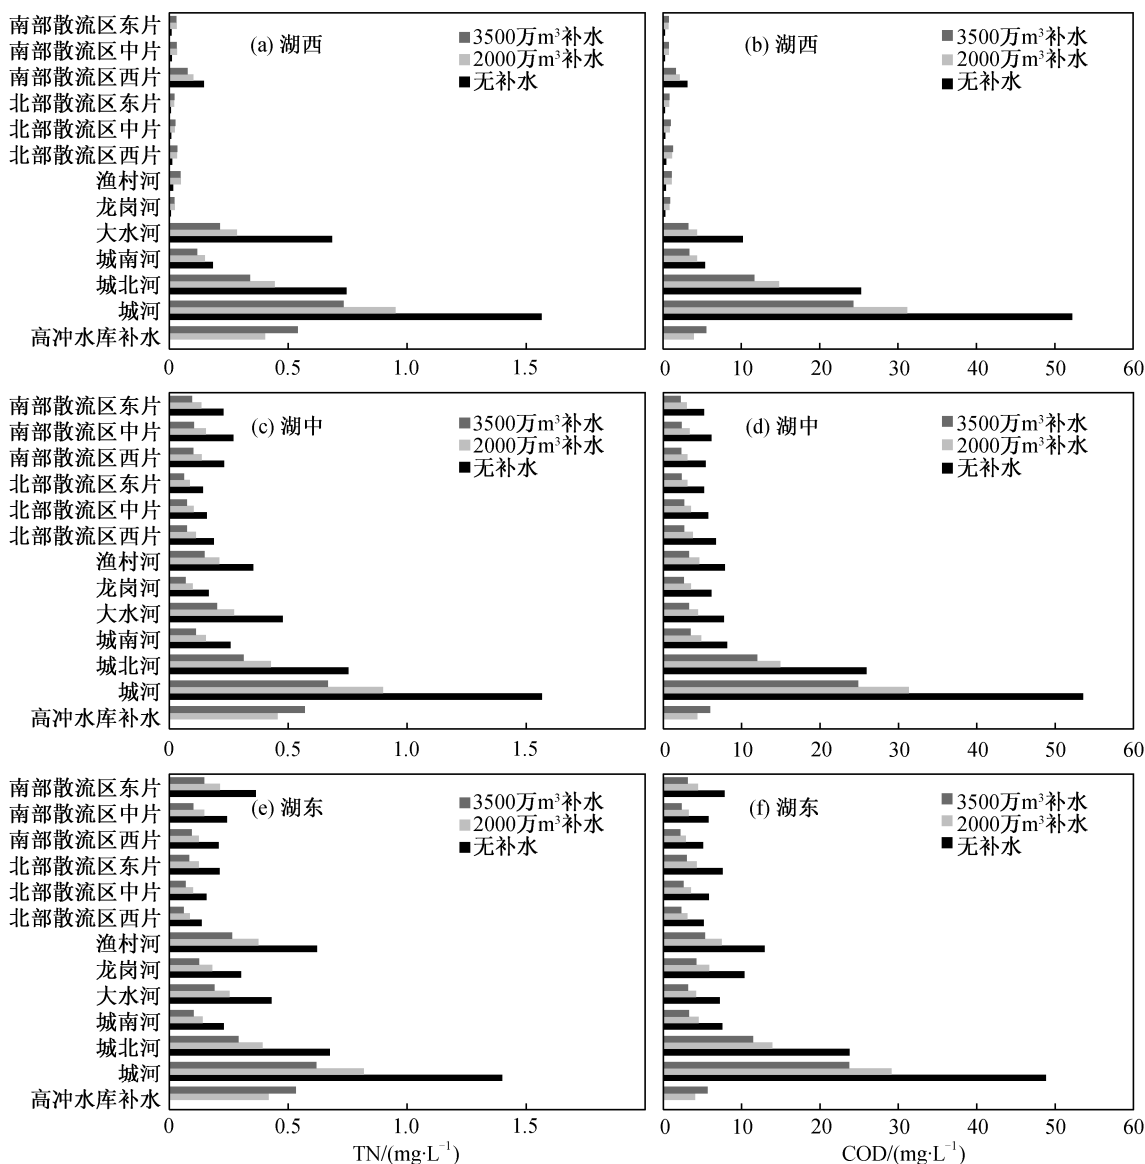 南部散流区东片
南部散流区中片
南部散流区西片
北部散流区东片
北部散流区中片
北部散流区西片
渔村河
龙岗河
大水河
城南河
城北河
城河
高冲水库补水
(a) 湖西
3500万m³补水
2000万m³补水
无补水
0 0.5 1.0 1.5
(b) 湖西
3500万m³补水
2000万m³补水
无补水
0 10 20 30 40 50 60
南部散流区东片
南部散流区中片
南部散流区西片
北部散流区东片
北部散流区中片
北部散流区西片
渔村河
龙岗河
大水河
城南河
城北河
城河
高冲水库补水
(c) 湖中
3500万m³补水
2000万m³补水
无补水
0 0.5 1.0 1.5
(d) 湖中
3500万m³补水
2000万m³补水
无补水
0 10 20 30 40 50 60
南部散流区东片
南部散流区中片
南部散流区西片
北部散流区东片
北部散流区中片
北部散流区西片
渔村河
龙岗河
大水河
城南河
城北河
城河
高冲水库补水
(e) 湖东
3500万m³补水
2000万m³补水
无补水
0 0.5 1.0 1.5
TN/(mg·L⁻¹)
(f) 湖东
3500万m³补水
2000万m³补水
无补水
0 10 20 30 40 50 60
COD/(mg·L⁻¹)